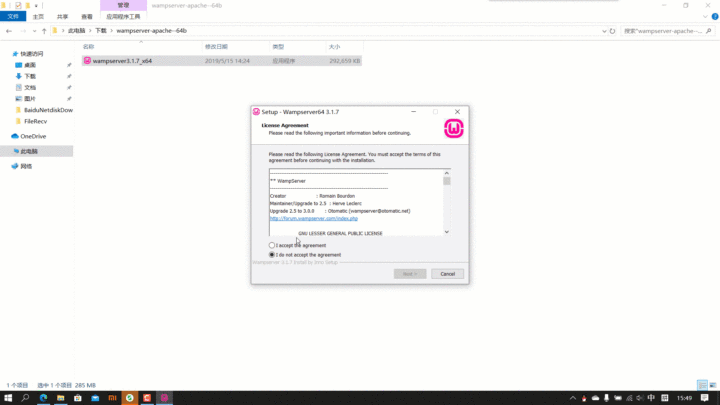 管理
wampserver-apache--64b
文件
主页
共享
查看
应用程序工具
此电脑 › 下载 › wampserver-apache--64b
搜索"wampserver-apache--64...
名称
修改日期
类型
大小
快速访问
桌面
下载
文档
图片
BaiduNetdiskDow
FileRecv
OneDrive
此电脑
网络
wampserver3.1.7_x64
2019/5/15 14:24
应用程序
292,659 KB
Setup - Wampserver64 3.1.7
License Agreement
Please read the following important information before continuing.
Please read the following License Agreement. You must accept the terms of this
agreement before continuing with the installation.
** WampServer
Creator : Romain Bourdon
Maintainer/Upgrade to 2.5 : Herve Leclerc
Upgrade 2.5 to 3.0.0 : Otomatic (wampserver@otomatic.net)
http://forum.wampserver.com/index.php
GNU LESSER GENERAL PUBLIC LICENSE
I accept the agreement
I do not accept the agreement
Wampserver 3.1.7 install by Inno Setup
Next >
Cancel
1 个项目
选中 1 个项目 285 MB
中
15:49